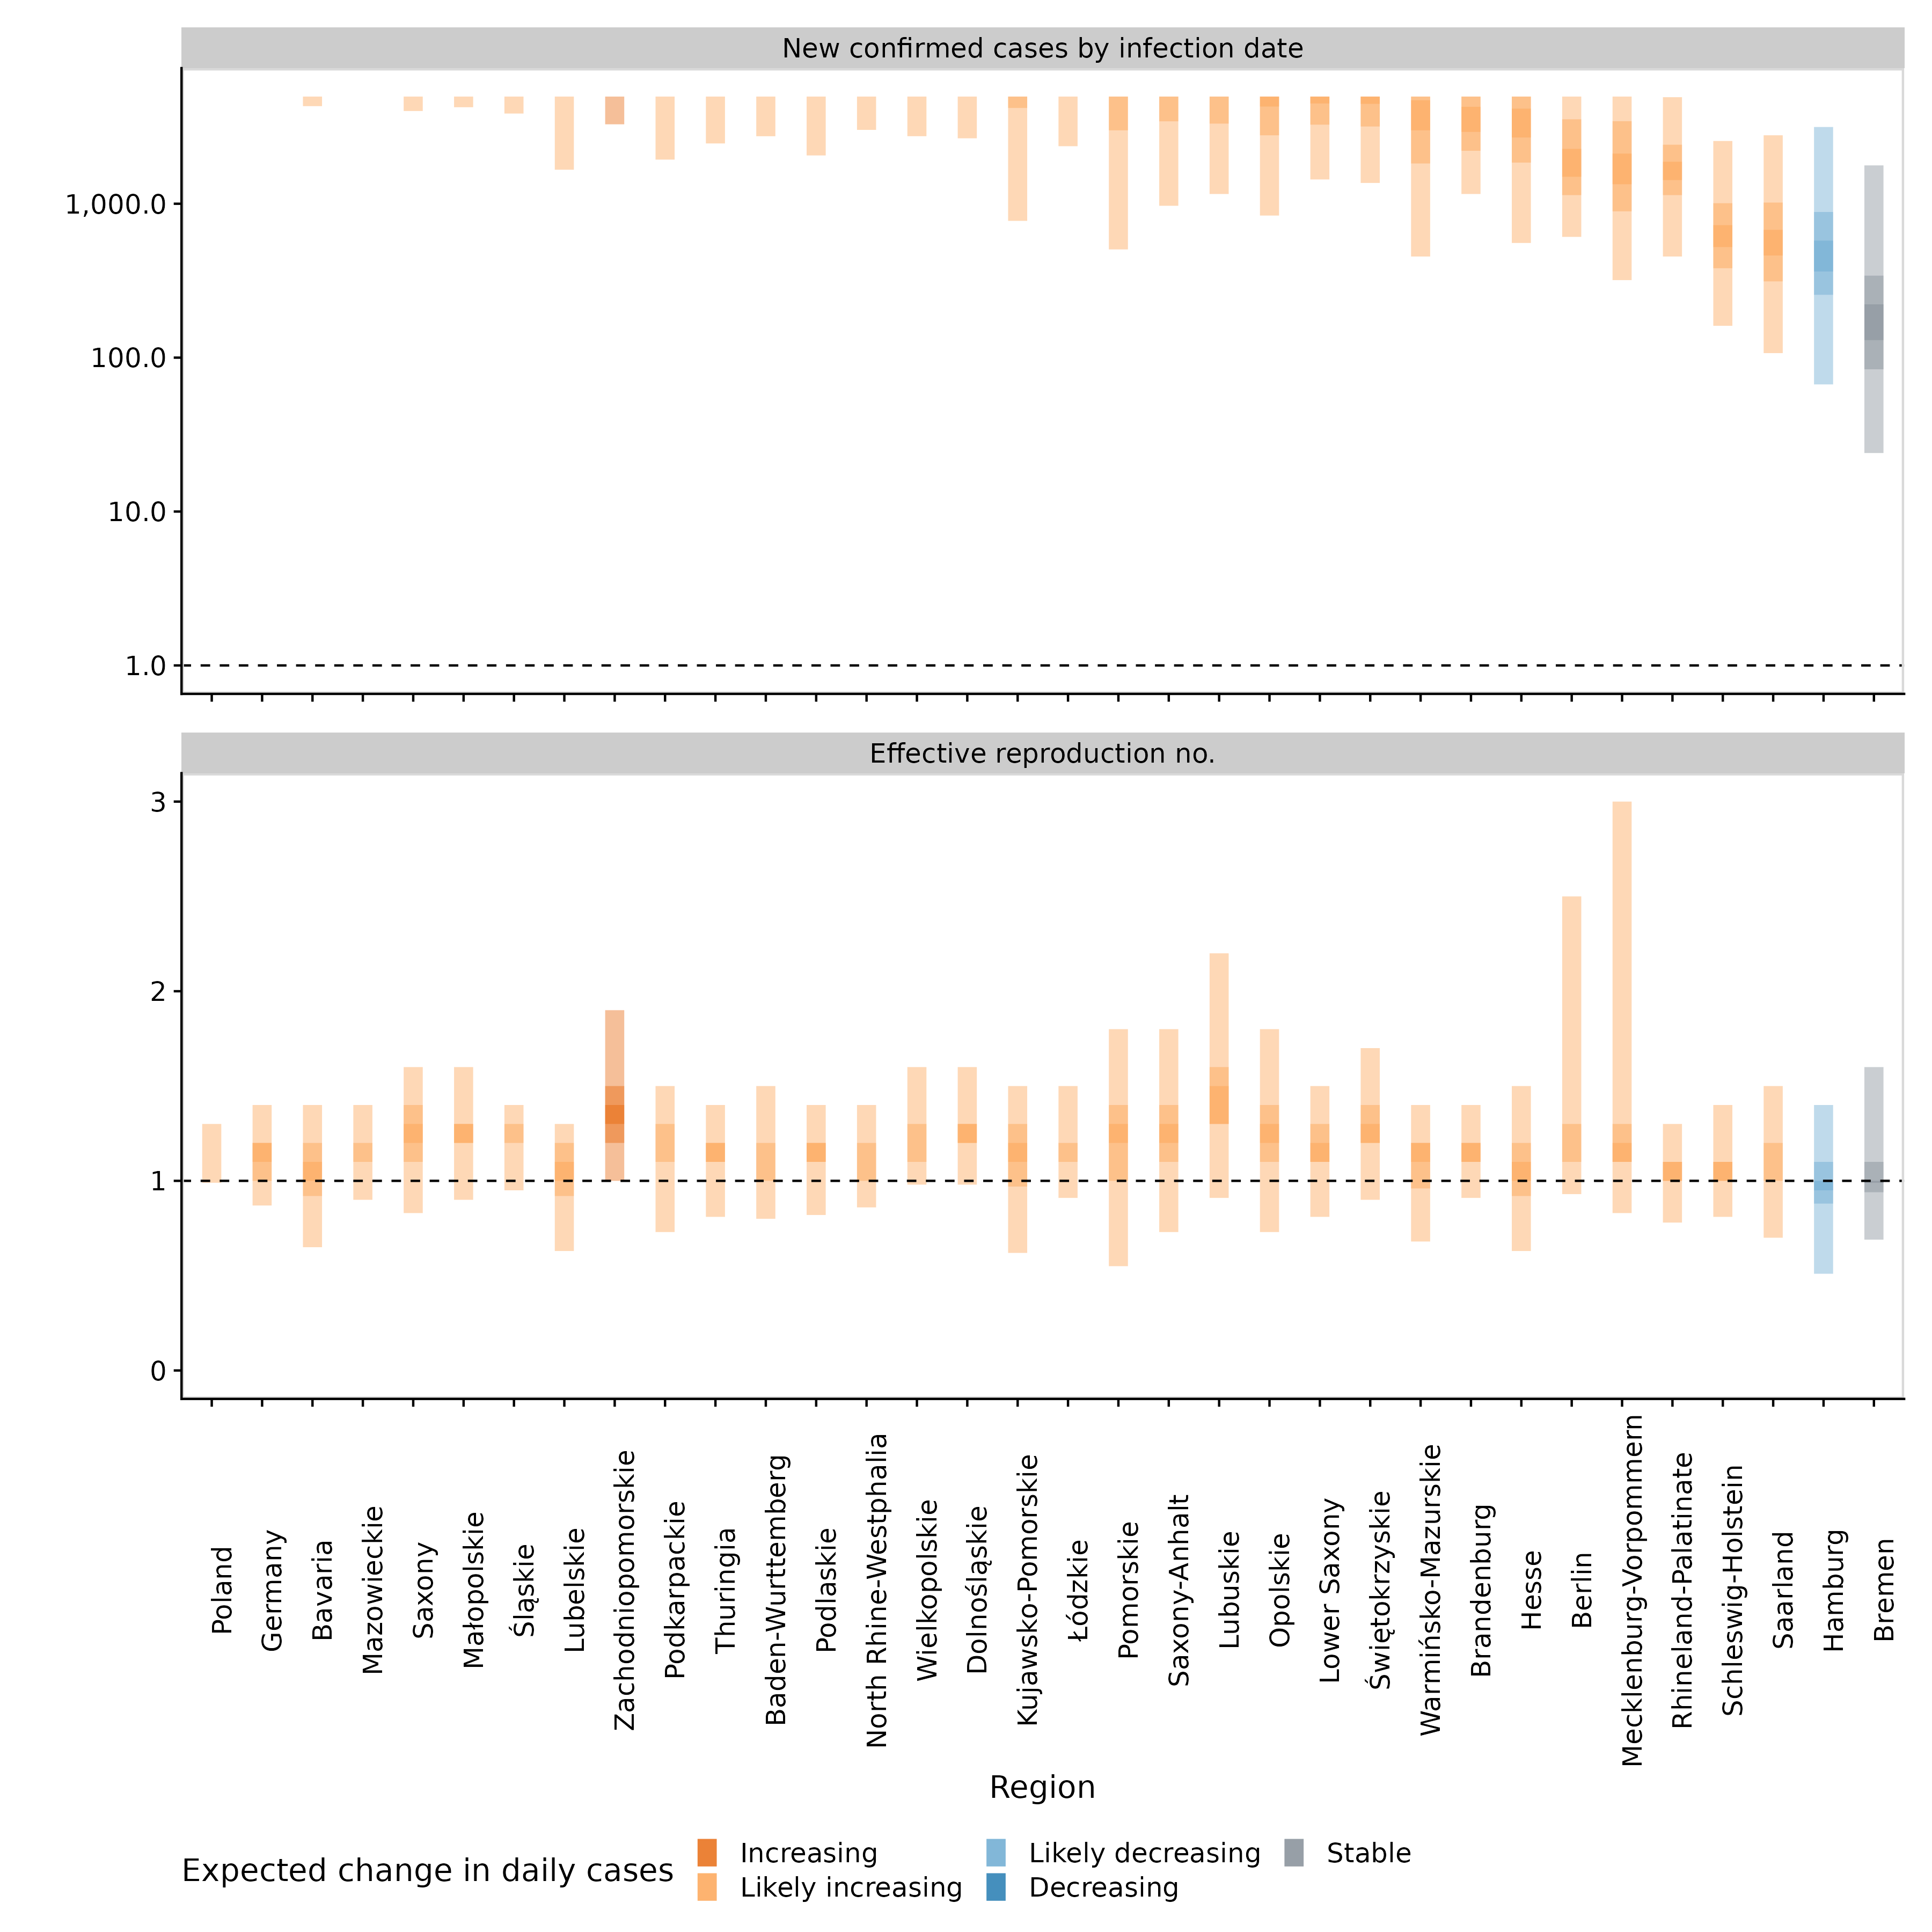 New confirmed cases by infection date
1,000.0
100.0
10.0
1.0
Effective reproduction no.
3
2
1
0
Poland
Germany
Bavaria
Mazowieckie
Saxony
Małopolskie
Śląskie
Lubelskie
Zachodniopomorskie
Podkarpackie
Thuringia
Baden-Wurttemberg
Podlaskie
North Rhine-Westphalia
Wielkopolskie
Dolnośląskie
Kujawsko-Pomorskie
Łódzkie
Pomorskie
Saxony-Anhalt
Lubuskie
Opolskie
Lower Saxony
Świętokrzyskie
Warmińsko-Mazurskie
Brandenburg
Hesse
Berlin
Mecklenburg-Vorpommern
Rhineland-Palatinate
Schleswig-Holstein
Saarland
Hamburg
Bremen
Region
Expected change in daily cases
Increasing
Likely increasing
Likely decreasing
Decreasing
Stable